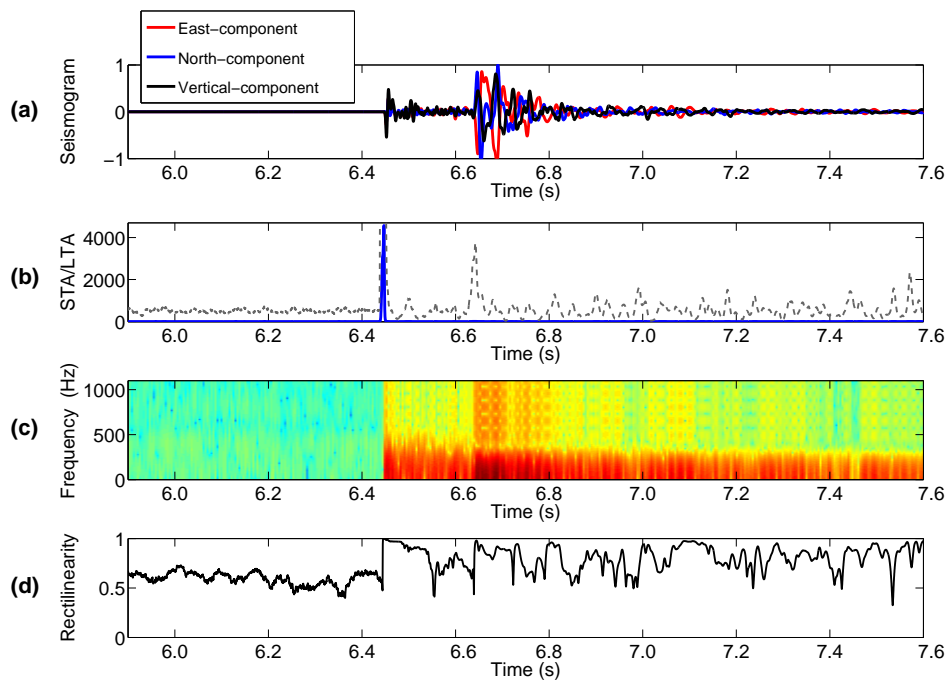 East−component
North−component
Vertical−component
(a)
Seismogram
1
0
−1
6.0 6.2 6.4 6.6 6.8 7.0 7.2 7.4 7.6
Time (s)
(b)
STA/LTA
4000
2000
0
6.0 6.2 6.4 6.6 6.8 7.0 7.2 7.4 7.6
Time (s)
(c)
Frequency (Hz)
1000
500
0
6.0 6.2 6.4 6.6 6.8 7.0 7.2 7.4 7.6
Time (s)
(d)
Rectilinearity
1
0.5
0
6.0 6.2 6.4 6.6 6.8 7.0 7.2 7.4 7.6
Time (s)